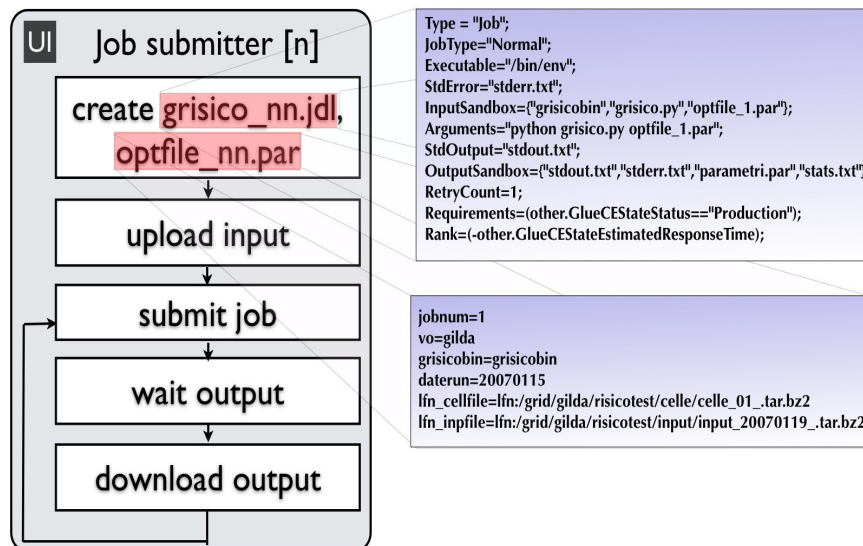 UI
Job submitter [n]
create grisico_nn.jdl,
optfile_nn.par
upload input
submit job
wait output
download output
Type = "Job";
JobType="Normal";
Executable="/bin/env";
StdError="stderr.txt";
InputSandbox={"grisicobin","grisico.py","optfile_1.par"};
Arguments="python grisico.py optfile_1.par";
StdOutput="stdout.txt";
OutputSandbox={"stdout.txt","stderr.txt","parametri.par","stats.txt"}
RetryCount=1;
Requirements=(other.GlueCEStateStatus=="Production");
Rank=(-other.GlueCEStateEstimatedResponseTime);
jobnum=1
vo=gilda
grisicobin=grisicobin
daterun=20070115
lfn_cellfile=lfn:/grid/gilda/risicotest/celle/celle_01_.tar.bz2
lfn_inpfile=lfn:/grid/gilda/risicotest/input/input_20070119_.tar.bz2